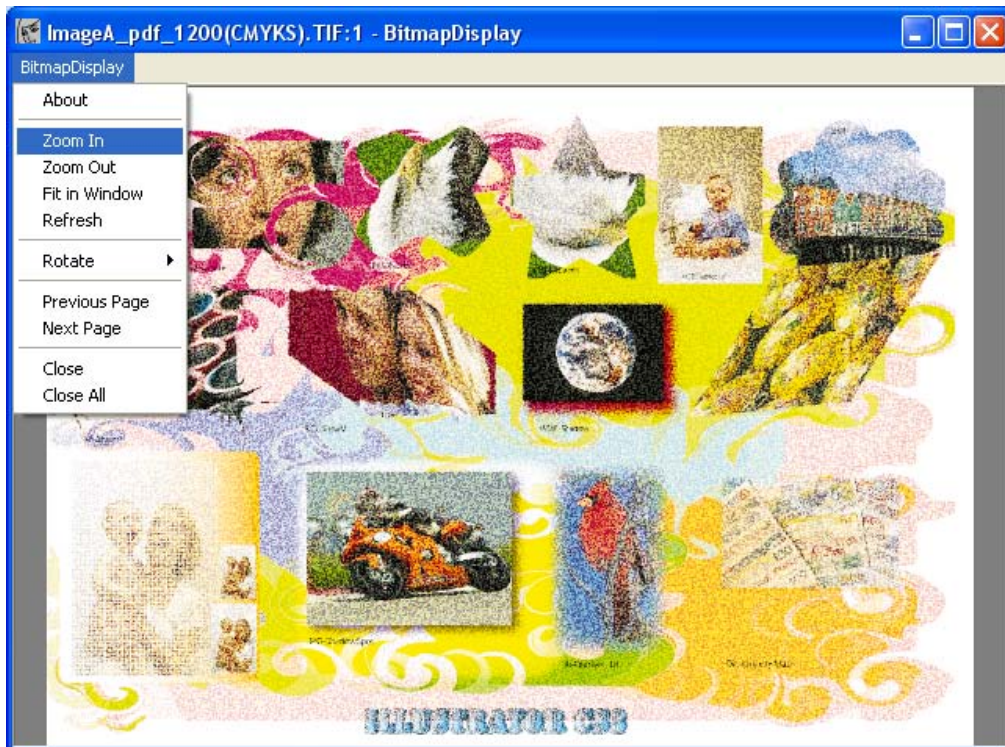 ImageA_pdf_1200(CMYKS).TIF:1 - BitmapDisplay
BitmapDisplay
About
Zoom In
Zoom Out
Fit in Window
Refresh
Rotate
Previous Page
Next Page
Close
Close All
ILLUSTRATOR CS3